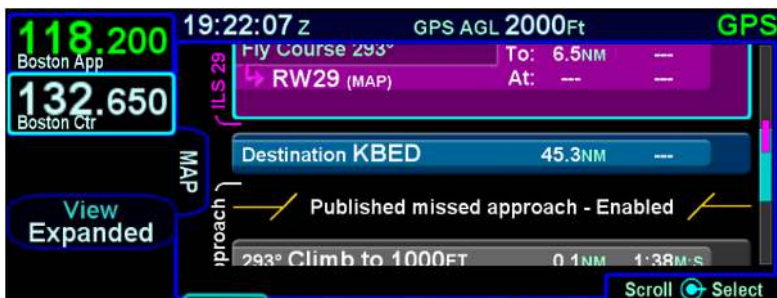 118.200
Boston App
132.650
Boston Ctr
View
Expanded
MAP
19:22:07 Z GPS AGL 2000Ft GPS
ILS 29
Fly Course 293° To: 6.5NM ---
RW29 (MAP) At: --- ---
Destination KBED 45.3NM ---
Published missed approach - Enabled
293° Climb to 1000FT 0.1NM 1:38M:S
Scroll Select